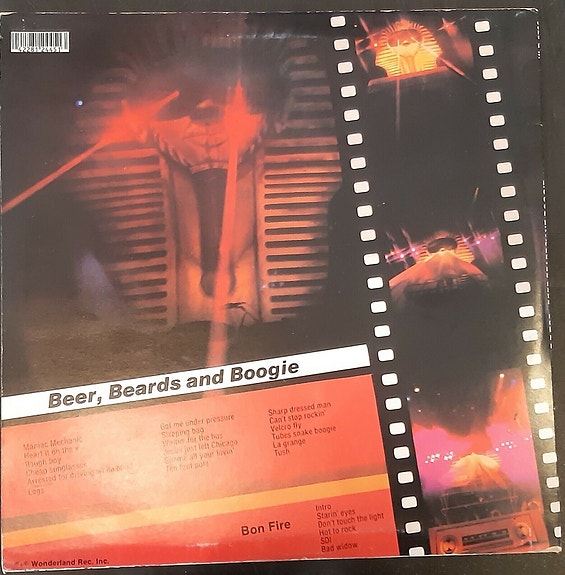 Beer, Beards and Boogie
Manic Mechanic
Heard it on the x
Rough boy
Cheap sunglasses
Arrested for driving while blind
Legs
Got me under pressure
Sleeping bag
Waitin' for the bus
Jesus just left Chicago
Gimme all your lovin'
Ten foot pole
Sharp dressed man
Can't stop rockin'
Velcro fly
Tubes snake boogie
La grange
Tush
Bon Fire
Intro
Starin' eyes
Don't touch the light
Hot to rock
SDI
Bad widow
Wonderland Rec. Inc.